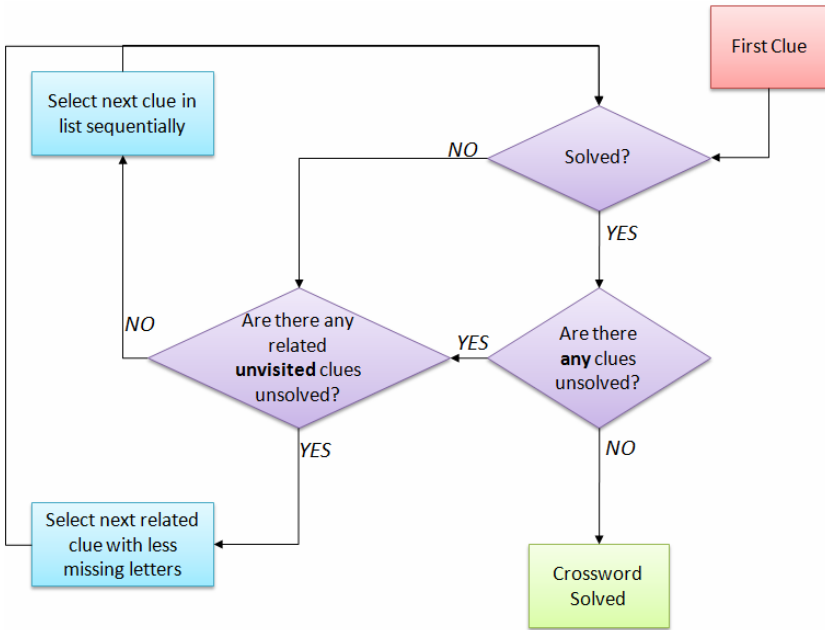 First Clue
Select next clue in
list sequentially
Solved?
NO
YES
Are there any
related
unvisited clues
unsolved?
NO
YES
Are there
any clues
unsolved?
YES
NO
Select next related
clue with less
missing letters
Crossword
Solved